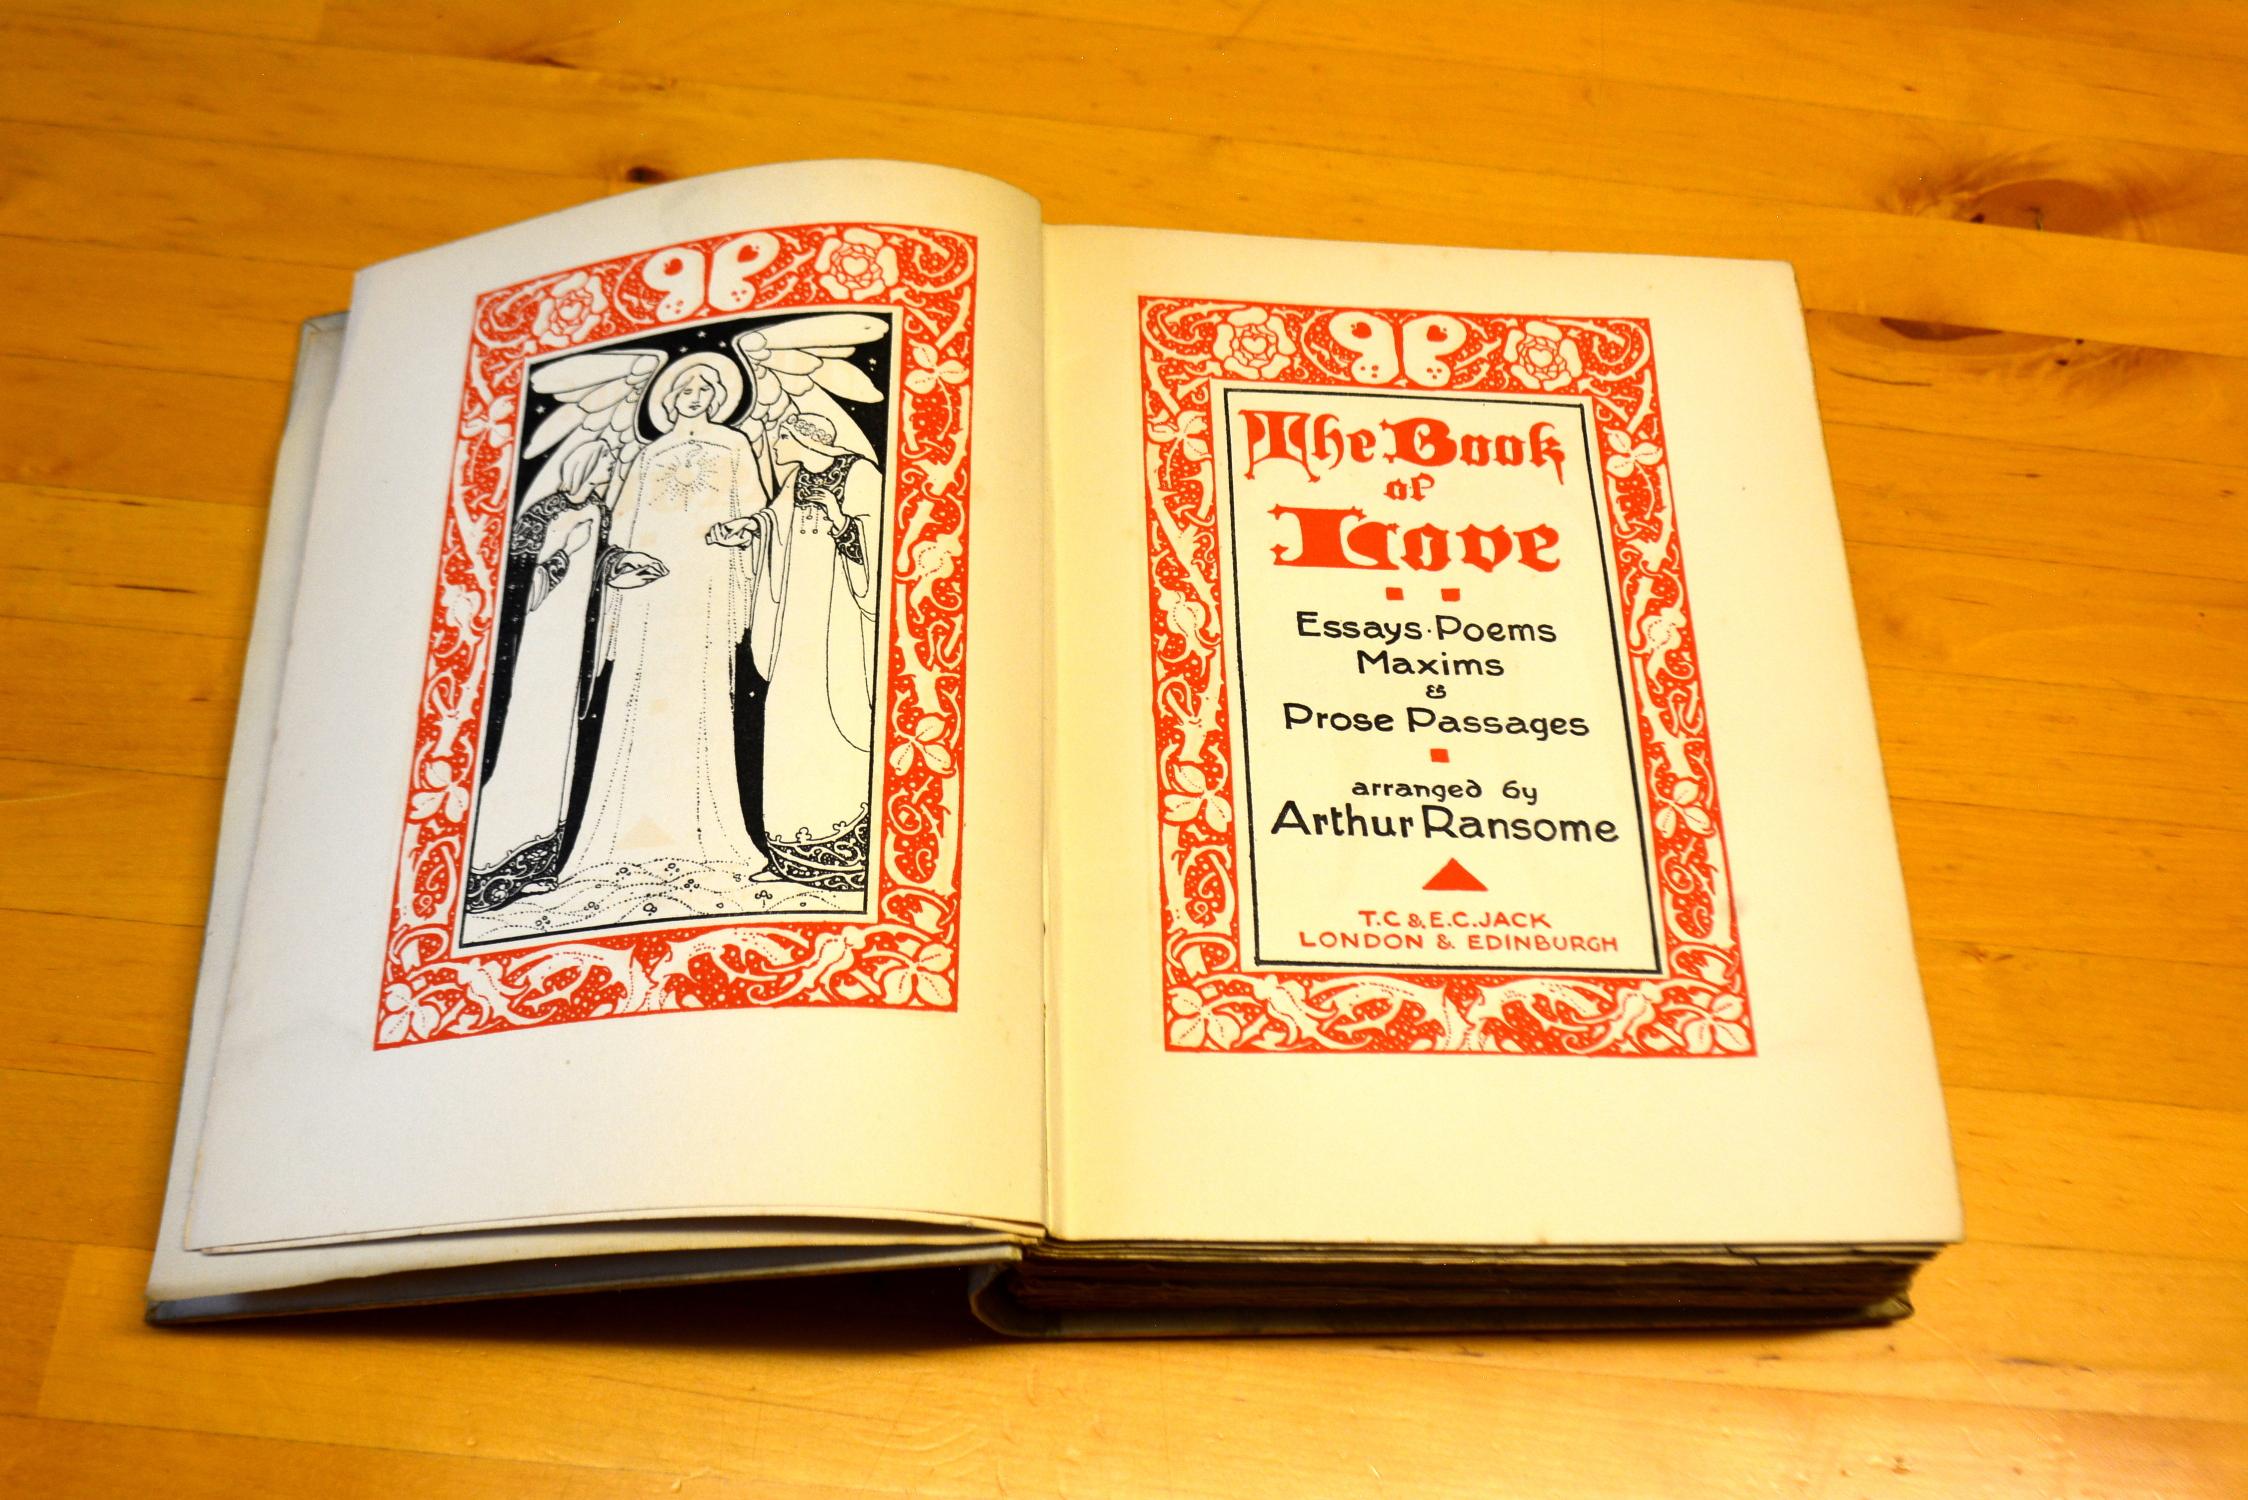 The Book
of
Love
Essays·Poems
Maxims
&
Prose Passages
arranged by
Arthur Ransome
T.C & E.C.JACK
LONDON & EDINBURGH